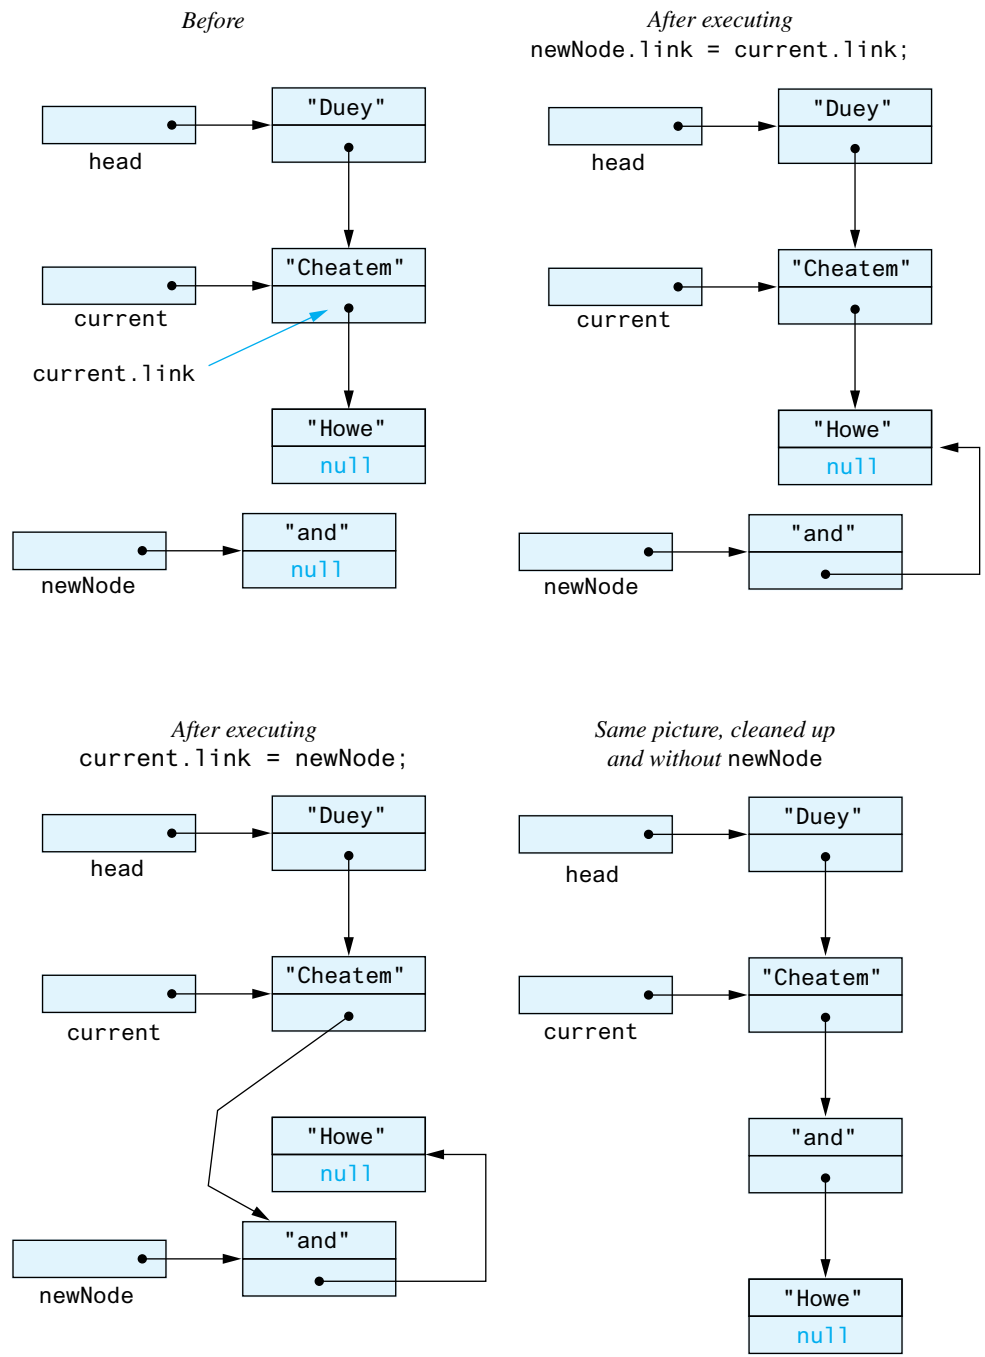 Before
"Duey"
head
"Cheatem"
current
current.link
"Howe"
null
"and"
null
newNode
After executing
newNode.link = current.link;
"Duey"
head
"Cheatem"
current
"Howe"
null
"and"
newNode
After executing
current.link = newNode;
"Duey"
head
"Cheatem"
current
"Howe"
null
"and"
newNode
Same picture, cleaned up
and without newNode
"Duey"
head
"Cheatem"
current
"and"
"Howe"
null